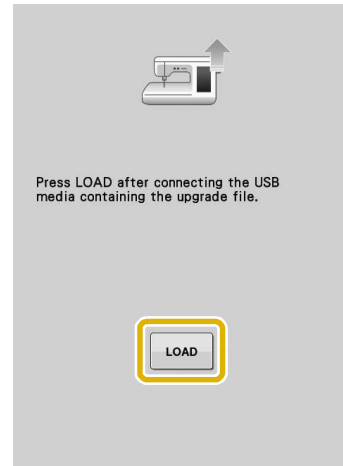 Press LOAD after connecting the USB
media containing the upgrade file.
LOAD